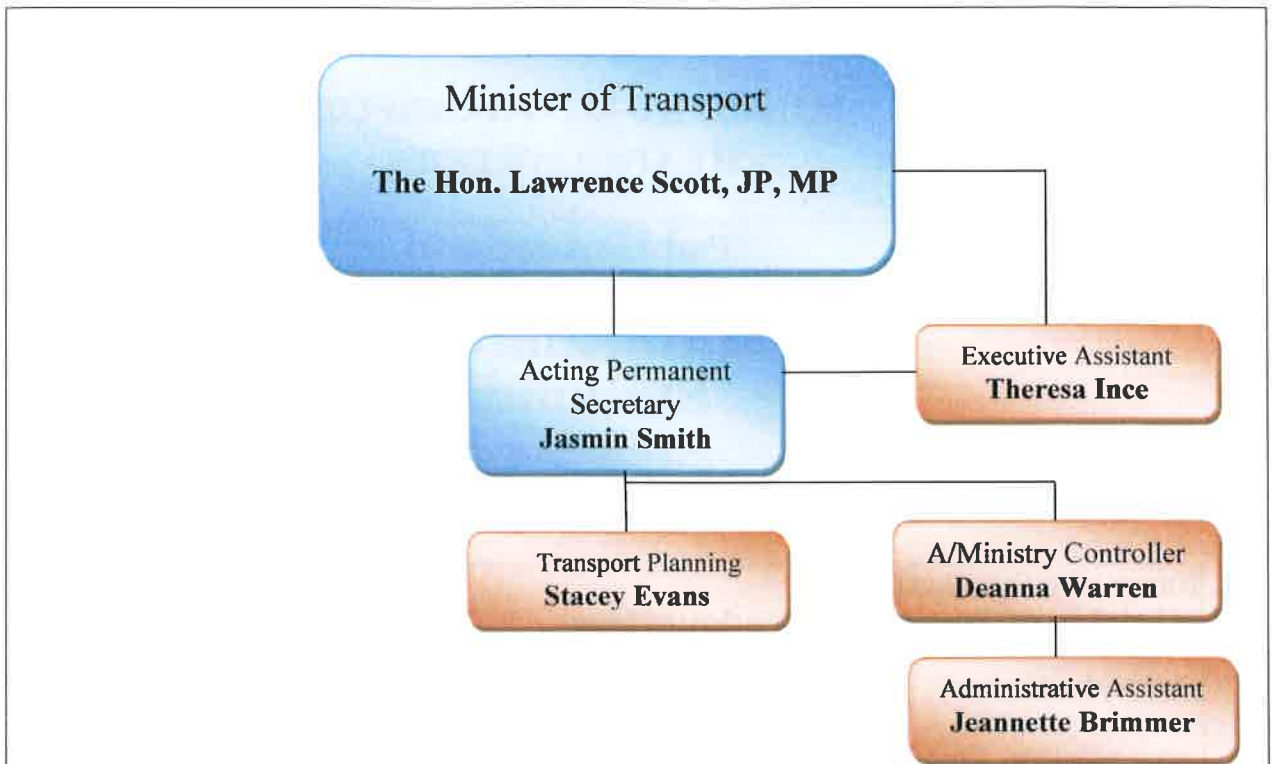 Minister of Transport
The Hon. Lawrence Scott, JP, MP
Acting Permanent
Secretary
Jasmin Smith
Executive Assistant
Theresa Ince
Transport Planning
Stacey Evans
A/Ministry Controller
Deanna Warren
Administrative Assistant
Jeannette Brimmer